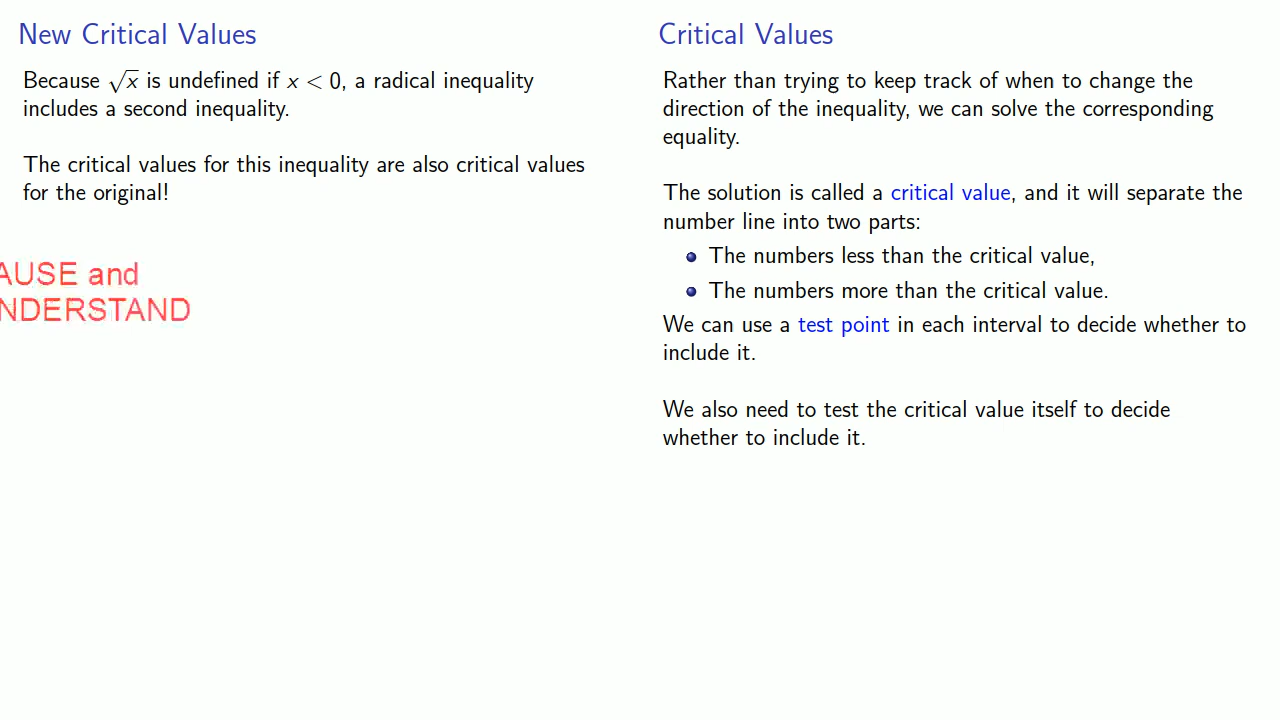 New Critical Values
Because √x is undefined if x < 0, a radical inequality
includes a second inequality.
The critical values for this inequality are also critical values
for the original!
AUSE and
NDERSTAND
Critical Values
Rather than trying to keep track of when to change the
direction of the inequality, we can solve the corresponding
equality.
The solution is called a critical value, and it will separate the
number line into two parts:
The numbers less than the critical value,
The numbers more than the critical value.
We can use a test point in each interval to decide whether to
include it.
We also need to test the critical value itself to decide
whether to include it.